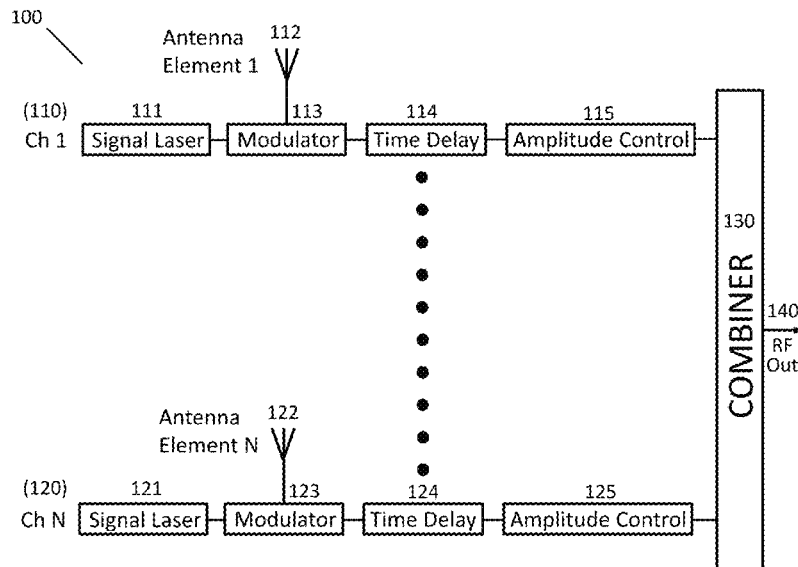 100
Antenna 112
Element 1
(110) 111 113 114 115
Ch 1 Signal Laser Modulator Time Delay Amplitude Control
130
COMBINER
140
RF
Out
Antenna 122
Element N
(120) 121 123 124 125
Ch N Signal Laser Modulator Time Delay Amplitude Control